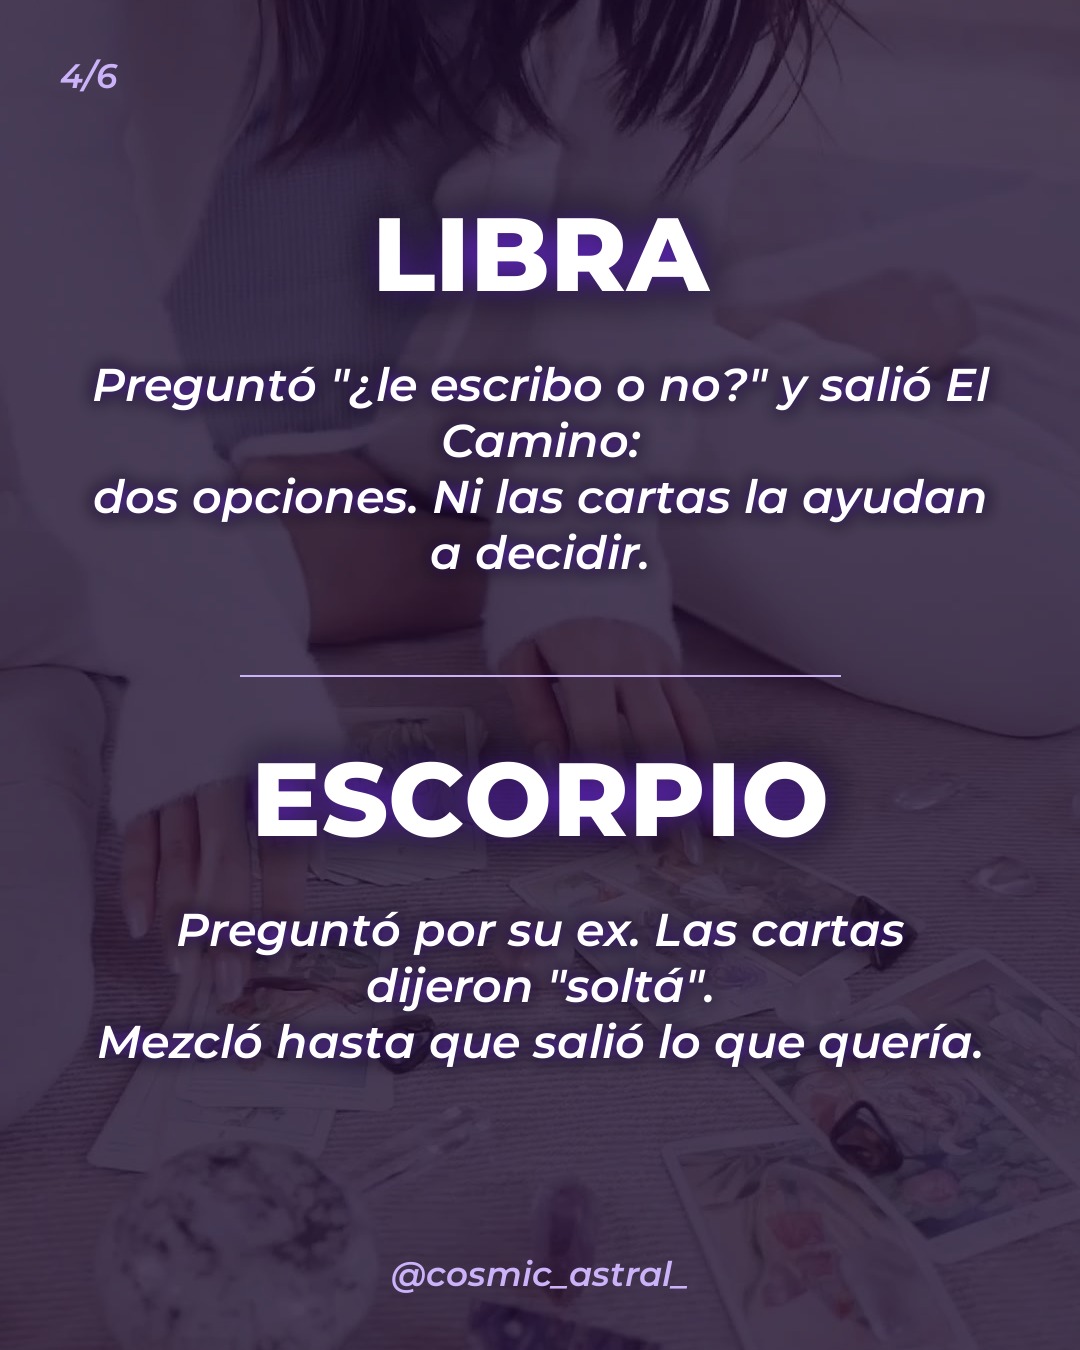 4/6
LIBRA
Preguntó "¿le escribo o no?" y salió El
Camino:
dos opciones. Ni las cartas la ayudan
a decidir.
ESCORPIO
Preguntó por su ex. Las cartas
dijeron "soltá".
Mezcló hasta que salió lo que quería.
@cosmic_astral_